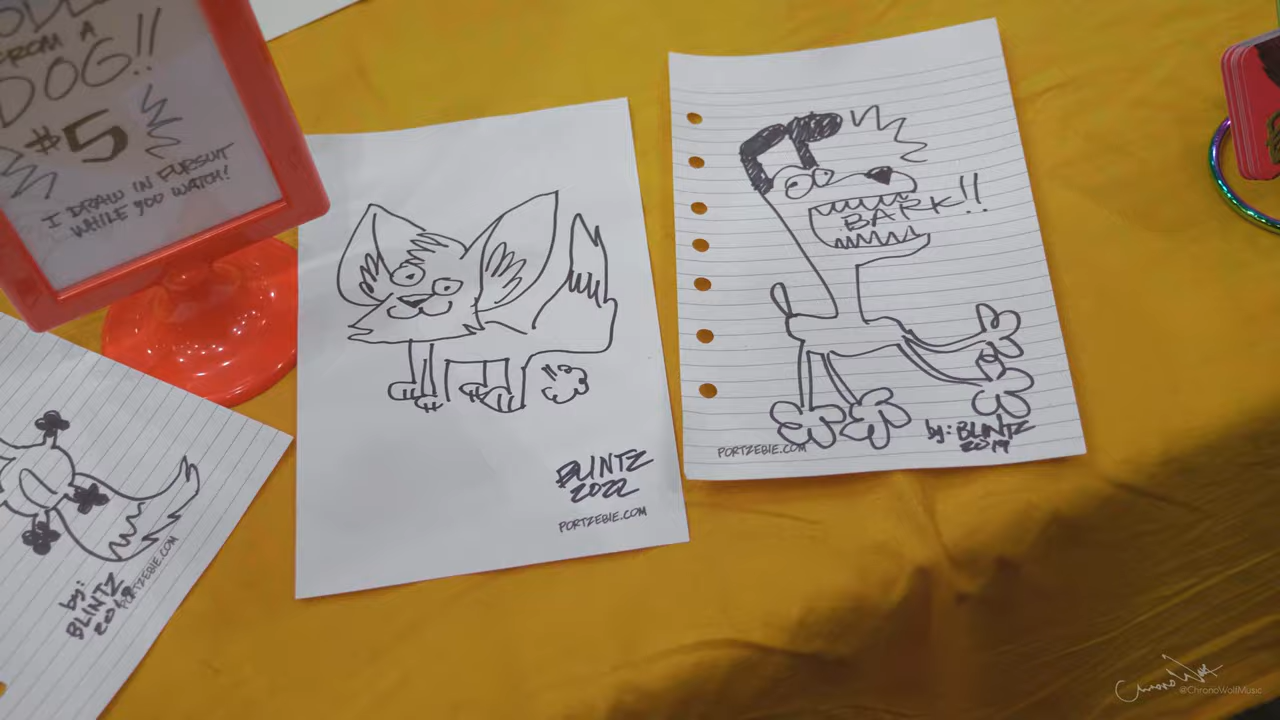 FROM A
DOG!!
$5
I DRAW IN PURSUIT
WHILE YOU WATCH!
BARK!!
PORTZEBIE.COM
by: BLINTZ
2019
BLINTZ
2022
PORTZEBIE.COM
by:
BLINTZ
PORTZEBIE.COM
@ChronoWolfMusic